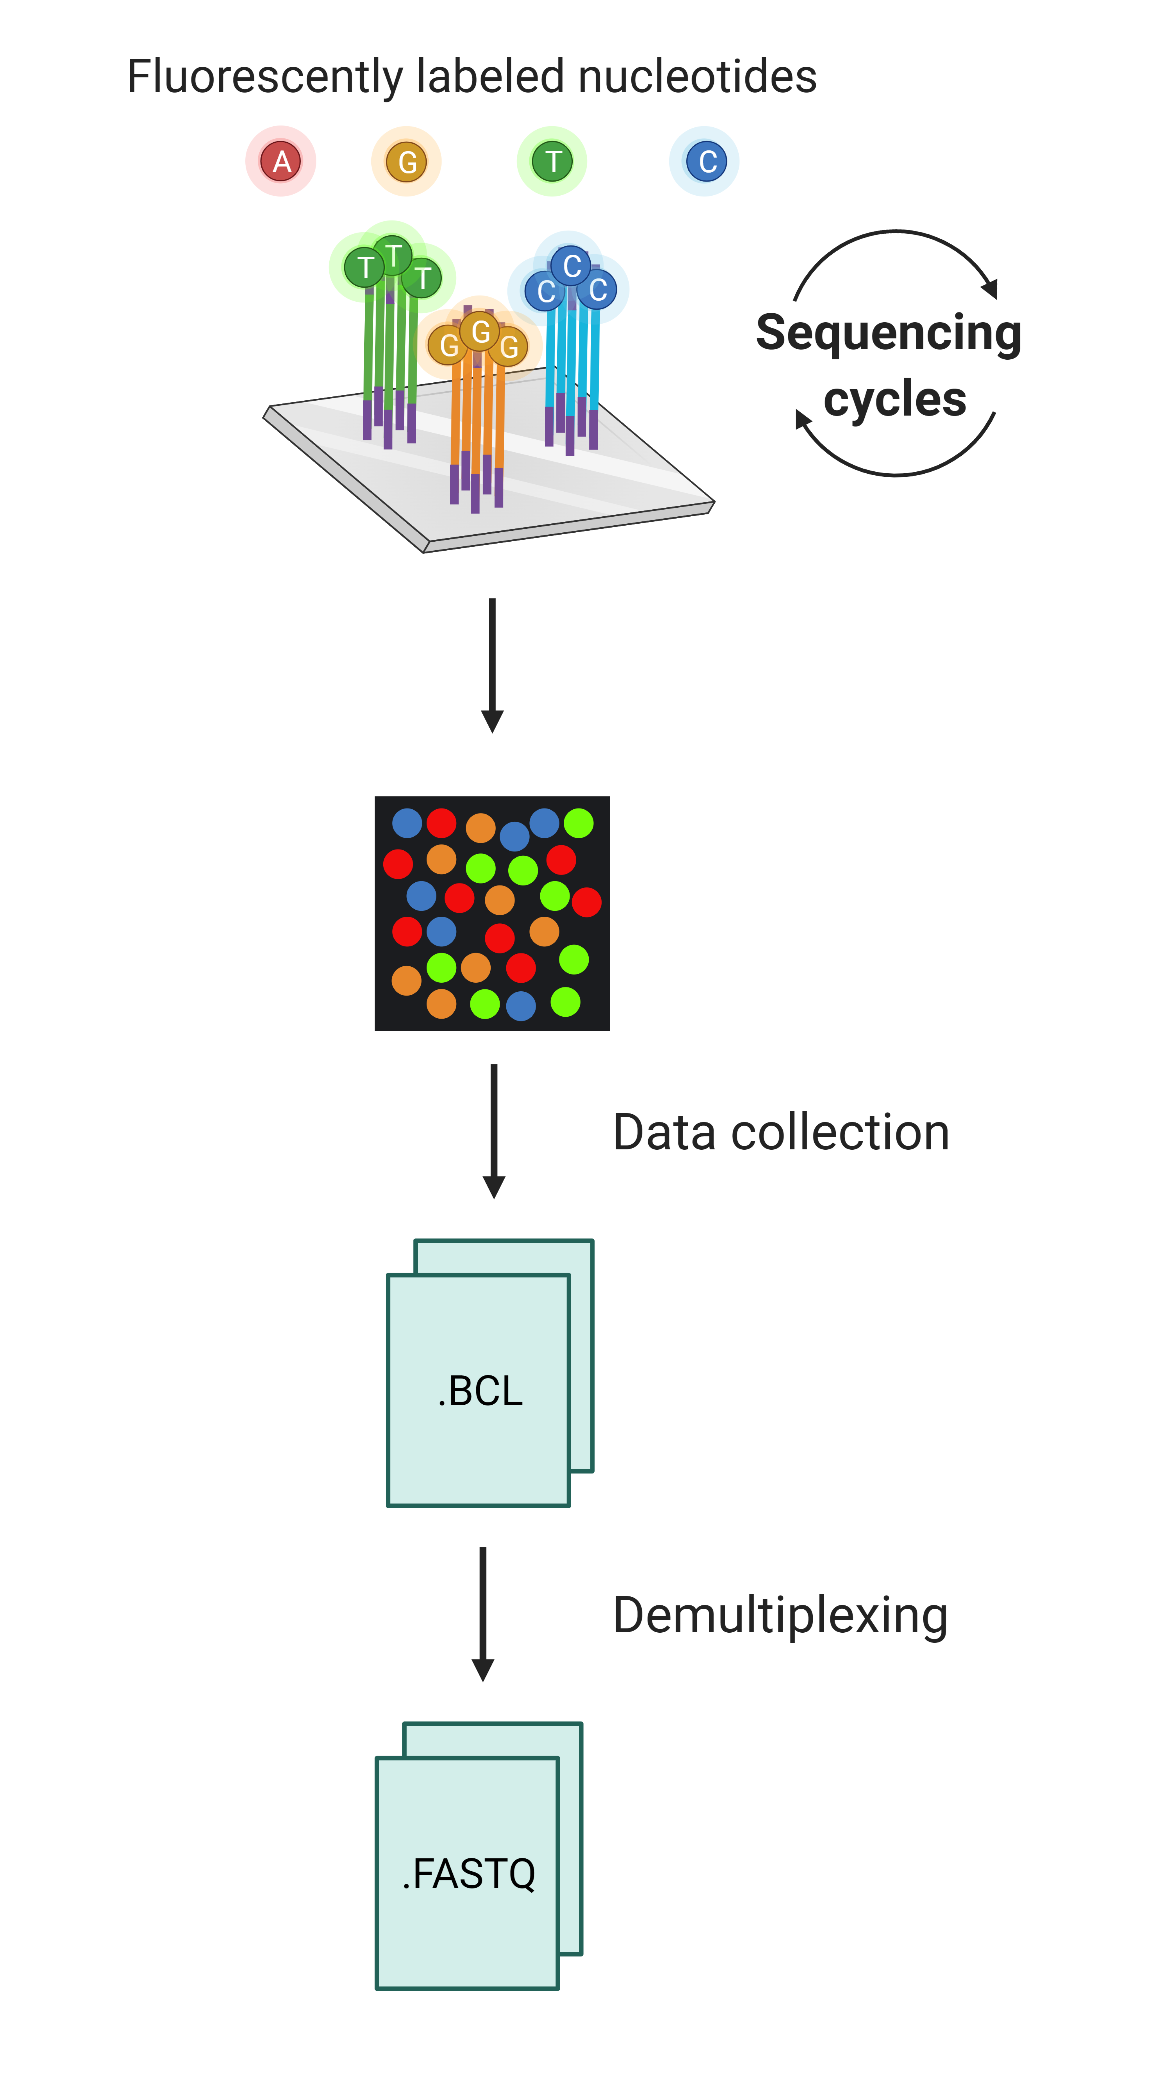 Fluorescently labeled nucleotides
A G T C
T T T
C C C
G G G
Sequencing
cycles
Data collection
.BCL
Demultiplexing
.FASTQ